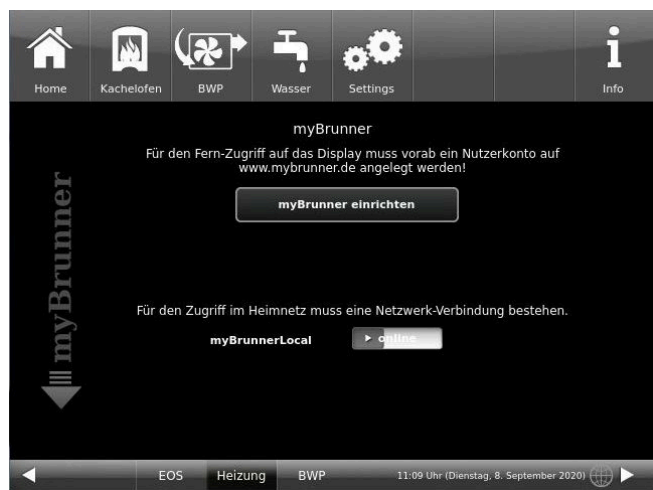 Home Kachelofen BWP Wasser Settings Info
myBrunner
Für den Fern-Zugriff auf das Display muss vorab ein Nutzerkonto auf
www.mybrunner.de angelegt werden!
myBrunner einrichten
myBrunner
Für den Zugriff im Heimnetz muss eine Netzwerk-Verbindung bestehen.
myBrunnerLocal online
EOS Heizung BWP 11:09 Uhr (Dienstag, 8. September 2020)